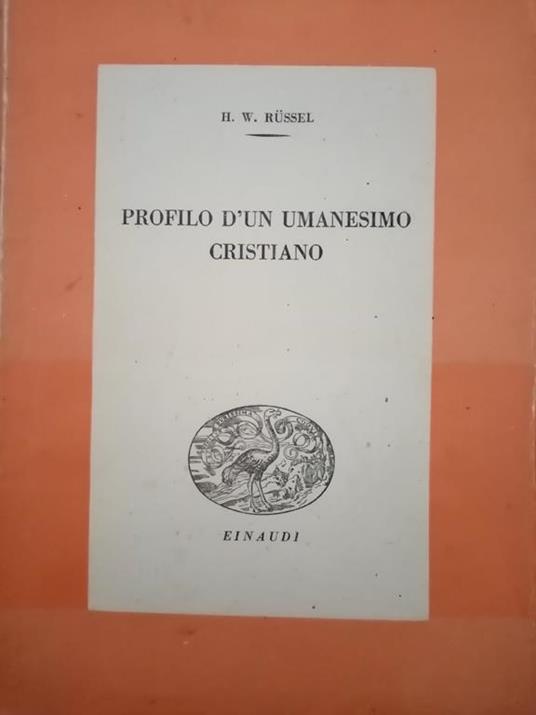 H. W. RÜSSEL
PROFILO D'UN UMANESIMO
CRISTIANO
EINAUDI